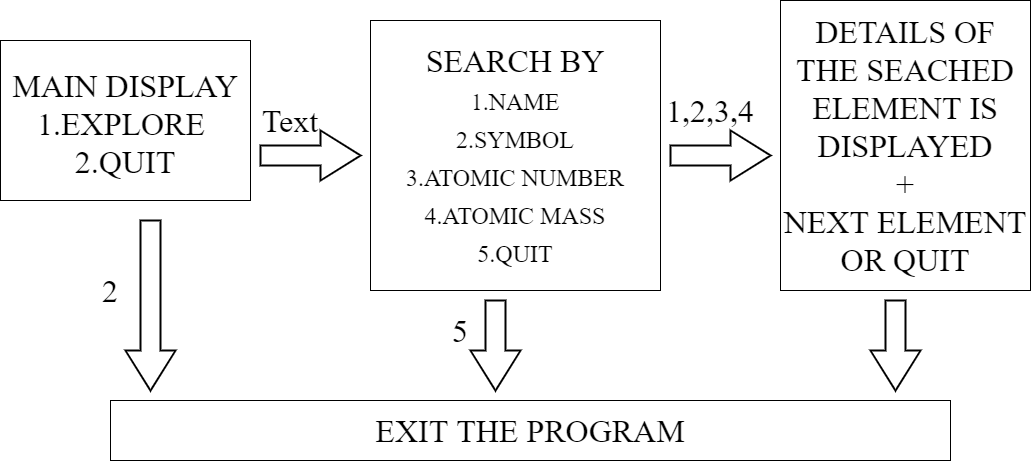 MAIN DISPLAY
1.EXPLORE
2.QUIT
Text
SEARCH BY
1.NAME
2.SYMBOL
3.ATOMIC NUMBER
4.ATOMIC MASS
5.QUIT
1,2,3,4
DETAILS OF
THE SEACHED
ELEMENT IS
DISPLAYED
+
NEXT ELEMENT
OR QUIT
2
5
EXIT THE PROGRAM